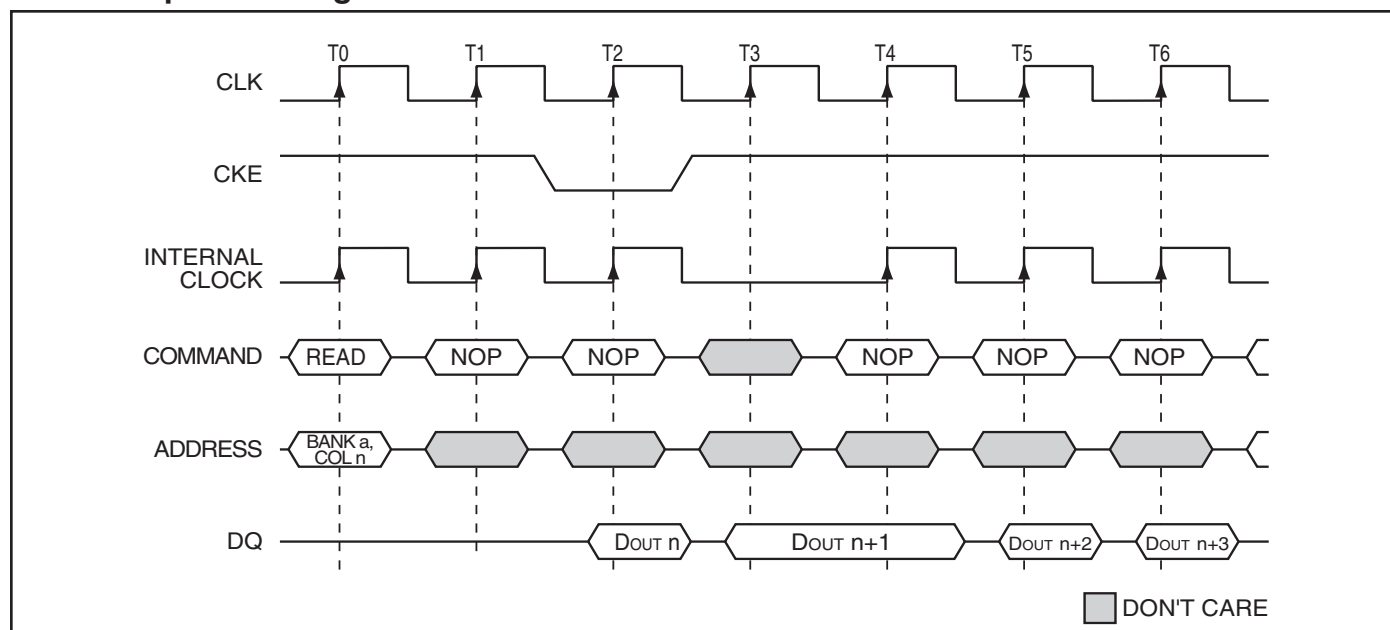 T0 T1 T2 T3 T4 T5 T6
CLK
CKE
INTERNAL
CLOCK
COMMAND READ NOP NOP NOP NOP NOP
ADDRESS BANK a,
COL n
DQ DOUT n DOUT n+1 DOUT n+2 DOUT n+3
DON'T CARE